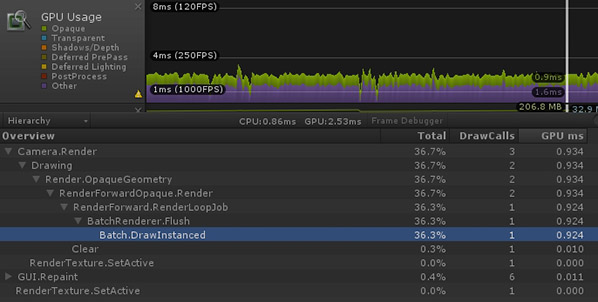 GPU Usage
8ms (120FPS)
Opaque
Transparent
Shadows/Depth
Deferred PrePass
Deferred Lighting
PostProcess
Other
4ms (250FPS)
0.9ms
1ms (1000FPS)
1.6ms
206.8 MB
32.9
Hierarchy
CPU:0.86ms GPU:2.53ms Frame Debugger
Overview Total DrawCalls GPU ms
Camera.Render 36.7% 3 0.934
Drawing 36.7% 2 0.934
Render.OpaqueGeometry 36.7% 2 0.934
RenderForwardOpaque.Render 36.7% 2 0.934
RenderForward.RenderLoopJob 36.3% 1 0.924
BatchRenderer.Flush 36.3% 1 0.924
Batch.DrawInstanced 36.3% 1 0.924
Clear 0.3% 1 0.010
RenderTexture.SetActive 0.0% 1 0.000
GUI.Repaint 0.4% 6 0.011
RenderTexture.SetActive 0.0% 1 0.000